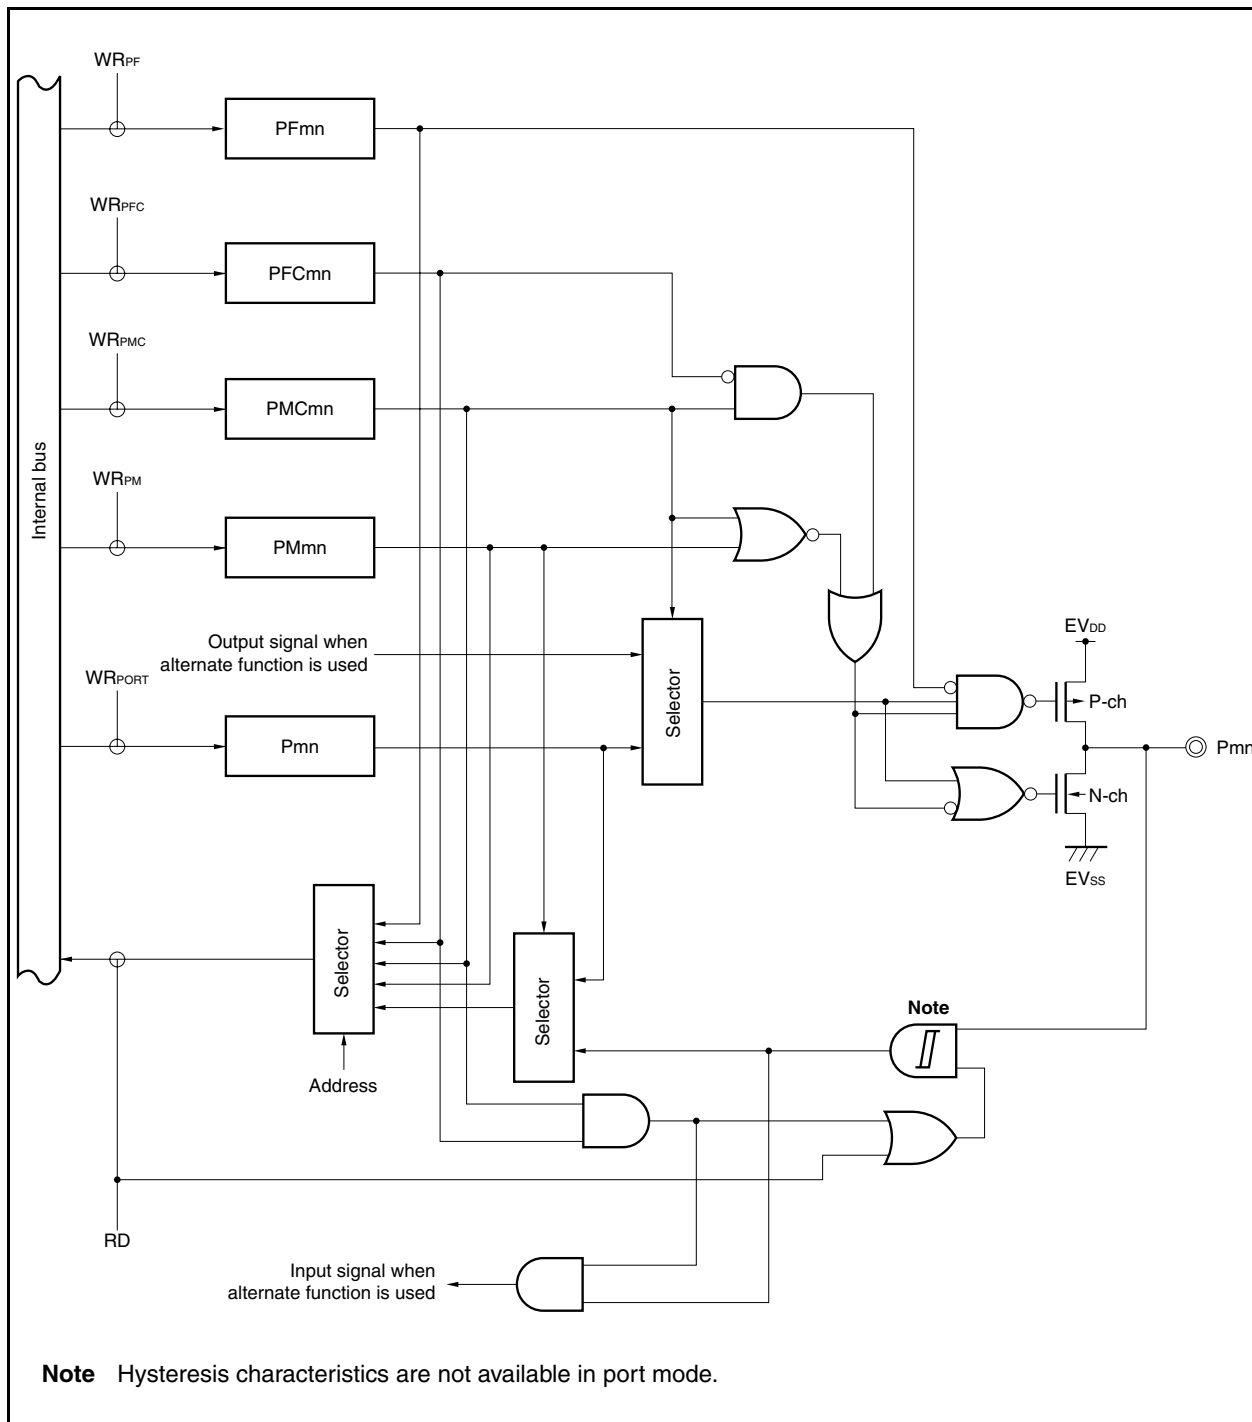 WRPF
PFmn
WRPFC
PFCmn
WRPMC
PMCmn
Internal bus
WRPM
PMmn
Output signal when
alternate function is used
WRPORT
Pmn
Selector
EVDD
P-ch
Pmn
N-ch
EVSS
Selector
Selector
Note
Address
RD
Input signal when
alternate function is used
Note Hysteresis characteristics are not available in port mode.